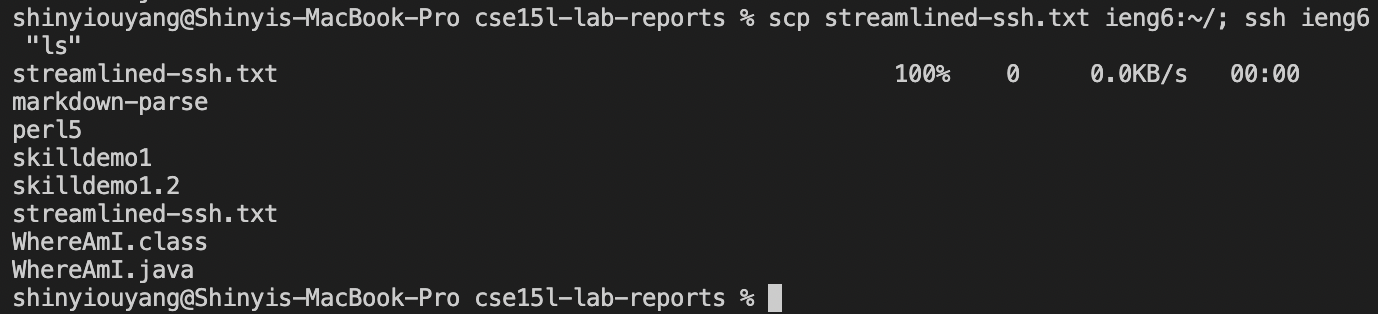 shinyiouyang@Shinyis-MacBook-Pro cse15l-lab-reports % scp streamlined-ssh.txt ieng6:~/; ssh ieng6
"ls"
streamlined-ssh.txt 100% 0 0.0KB/s 00:00
markdown-parse
perl5
skilldemo1
skilldemo1.2
streamlined-ssh.txt
WhereAmI.class
WhereAmI.java
shinyiouyang@Shinyis-MacBook-Pro cse15l-lab-reports %